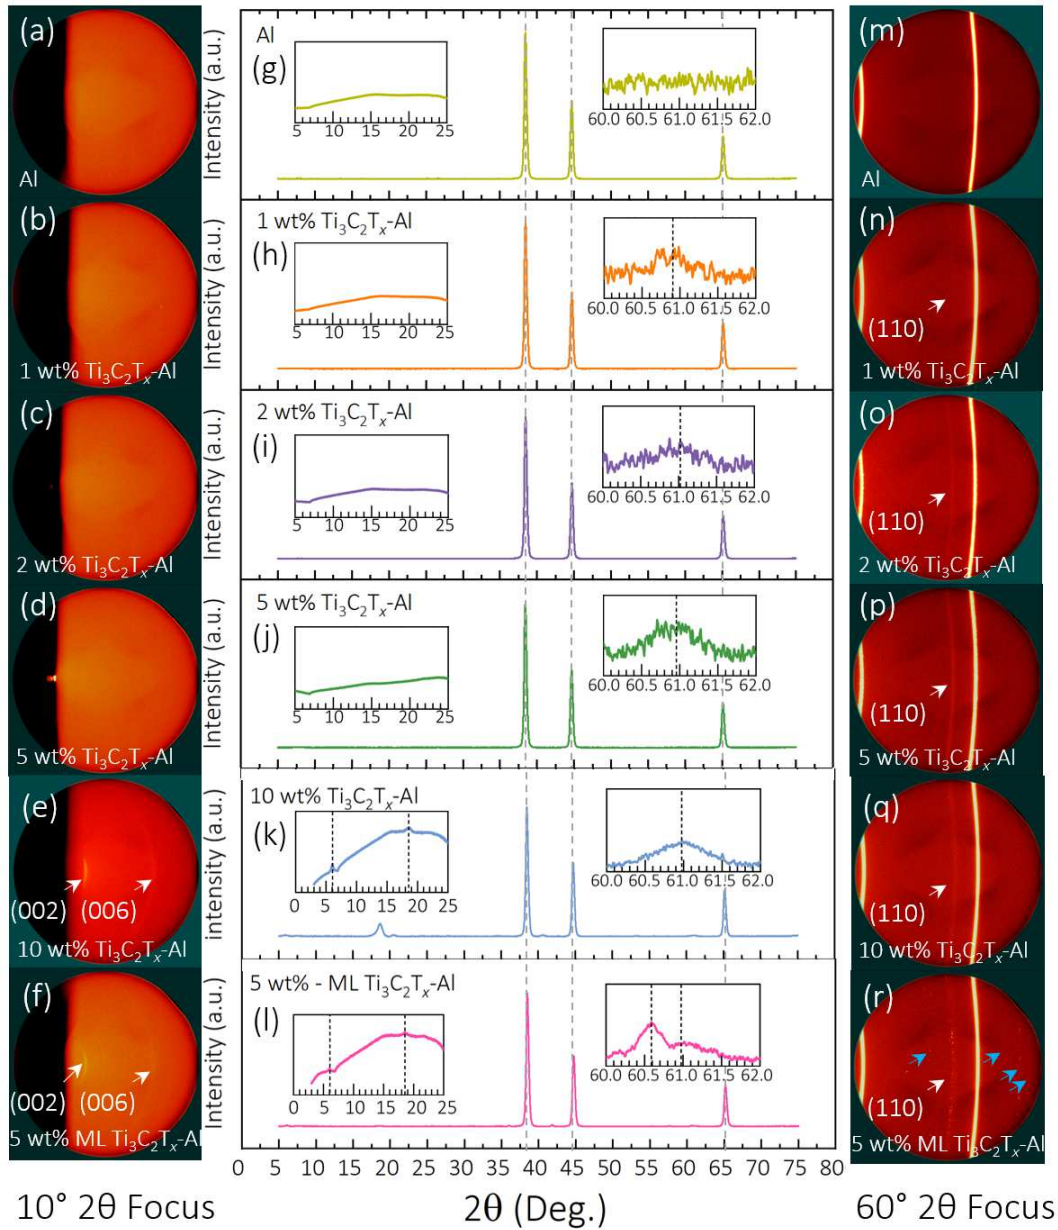 (a)
Al
(b)
1 wt% Ti₃C₂Tₓ-Al
(c)
2 wt% Ti₃C₂Tₓ-Al
(d)
5 wt% Ti₃C₂Tₓ-Al
(e)
(002) (006)
10 wt% Ti₃C₂Tₓ-Al
(f)
(002) (006)
5 wt% ML Ti₃C₂Tₓ-Al
10° 2θ Focus
Intensity (a.u.)
Al
(g)
5 10 15 20 25
60.0 60.5 61.0 61.5 62.0
Intensity (a.u.)
1 wt% Ti₃C₂Tₓ-Al
(h)
5 10 15 20 25
60.0 60.5 61.0 61.5 62.0
Intensity (a.u.)
2 wt% Ti₃C₂Tₓ-Al
(i)
5 10 15 20 25
60.0 60.5 61.0 61.5 62.0
Intensity (a.u.)
5 wt% Ti₃C₂Tₓ-Al
(j)
5 10 15 20 25
60.0 60.5 61.0 61.5 62.0
intensity (a.u.)
10 wt% Ti₃C₂Tₓ-Al
(k)
0 5 10 15 20 25
60.0 60.5 61.0 61.5 62.0
Intensity (a.u.)
5 wt% - ML Ti₃C₂Tₓ-Al
(l)
0 5 10 15 20 25
60.0 60.5 61.0 61.5 62.0
0 5 10 15 20 25 30 35 40 45 50 55 60 65 70 75 80
2θ (Deg.)
(m)
Al
(n)
(110)
1 wt% Ti₃C₂Tₓ-Al
(o)
(110)
2 wt% Ti₃C₂Tₓ-Al
(p)
(110)
5 wt% Ti₃C₂Tₓ-Al
(q)
(110)
10 wt% Ti₃C₂Tₓ-Al
(r)
(110)
5 wt% ML Ti₃C₂Tₓ-Al
60° 2θ Focus